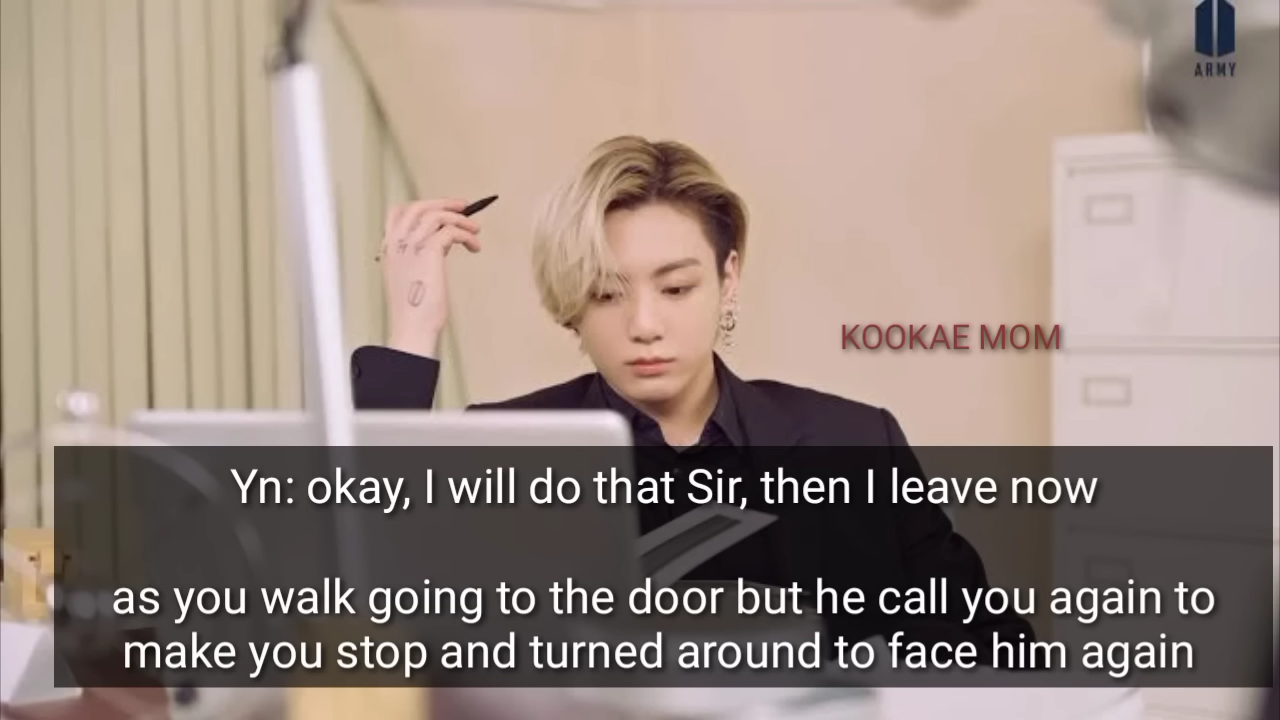 ARMY
KOOKAE MOM
Yn: okay, I will do that Sir, then I leave now
as you walk going to the door but he call you again to
make you stop and turned around to face him again